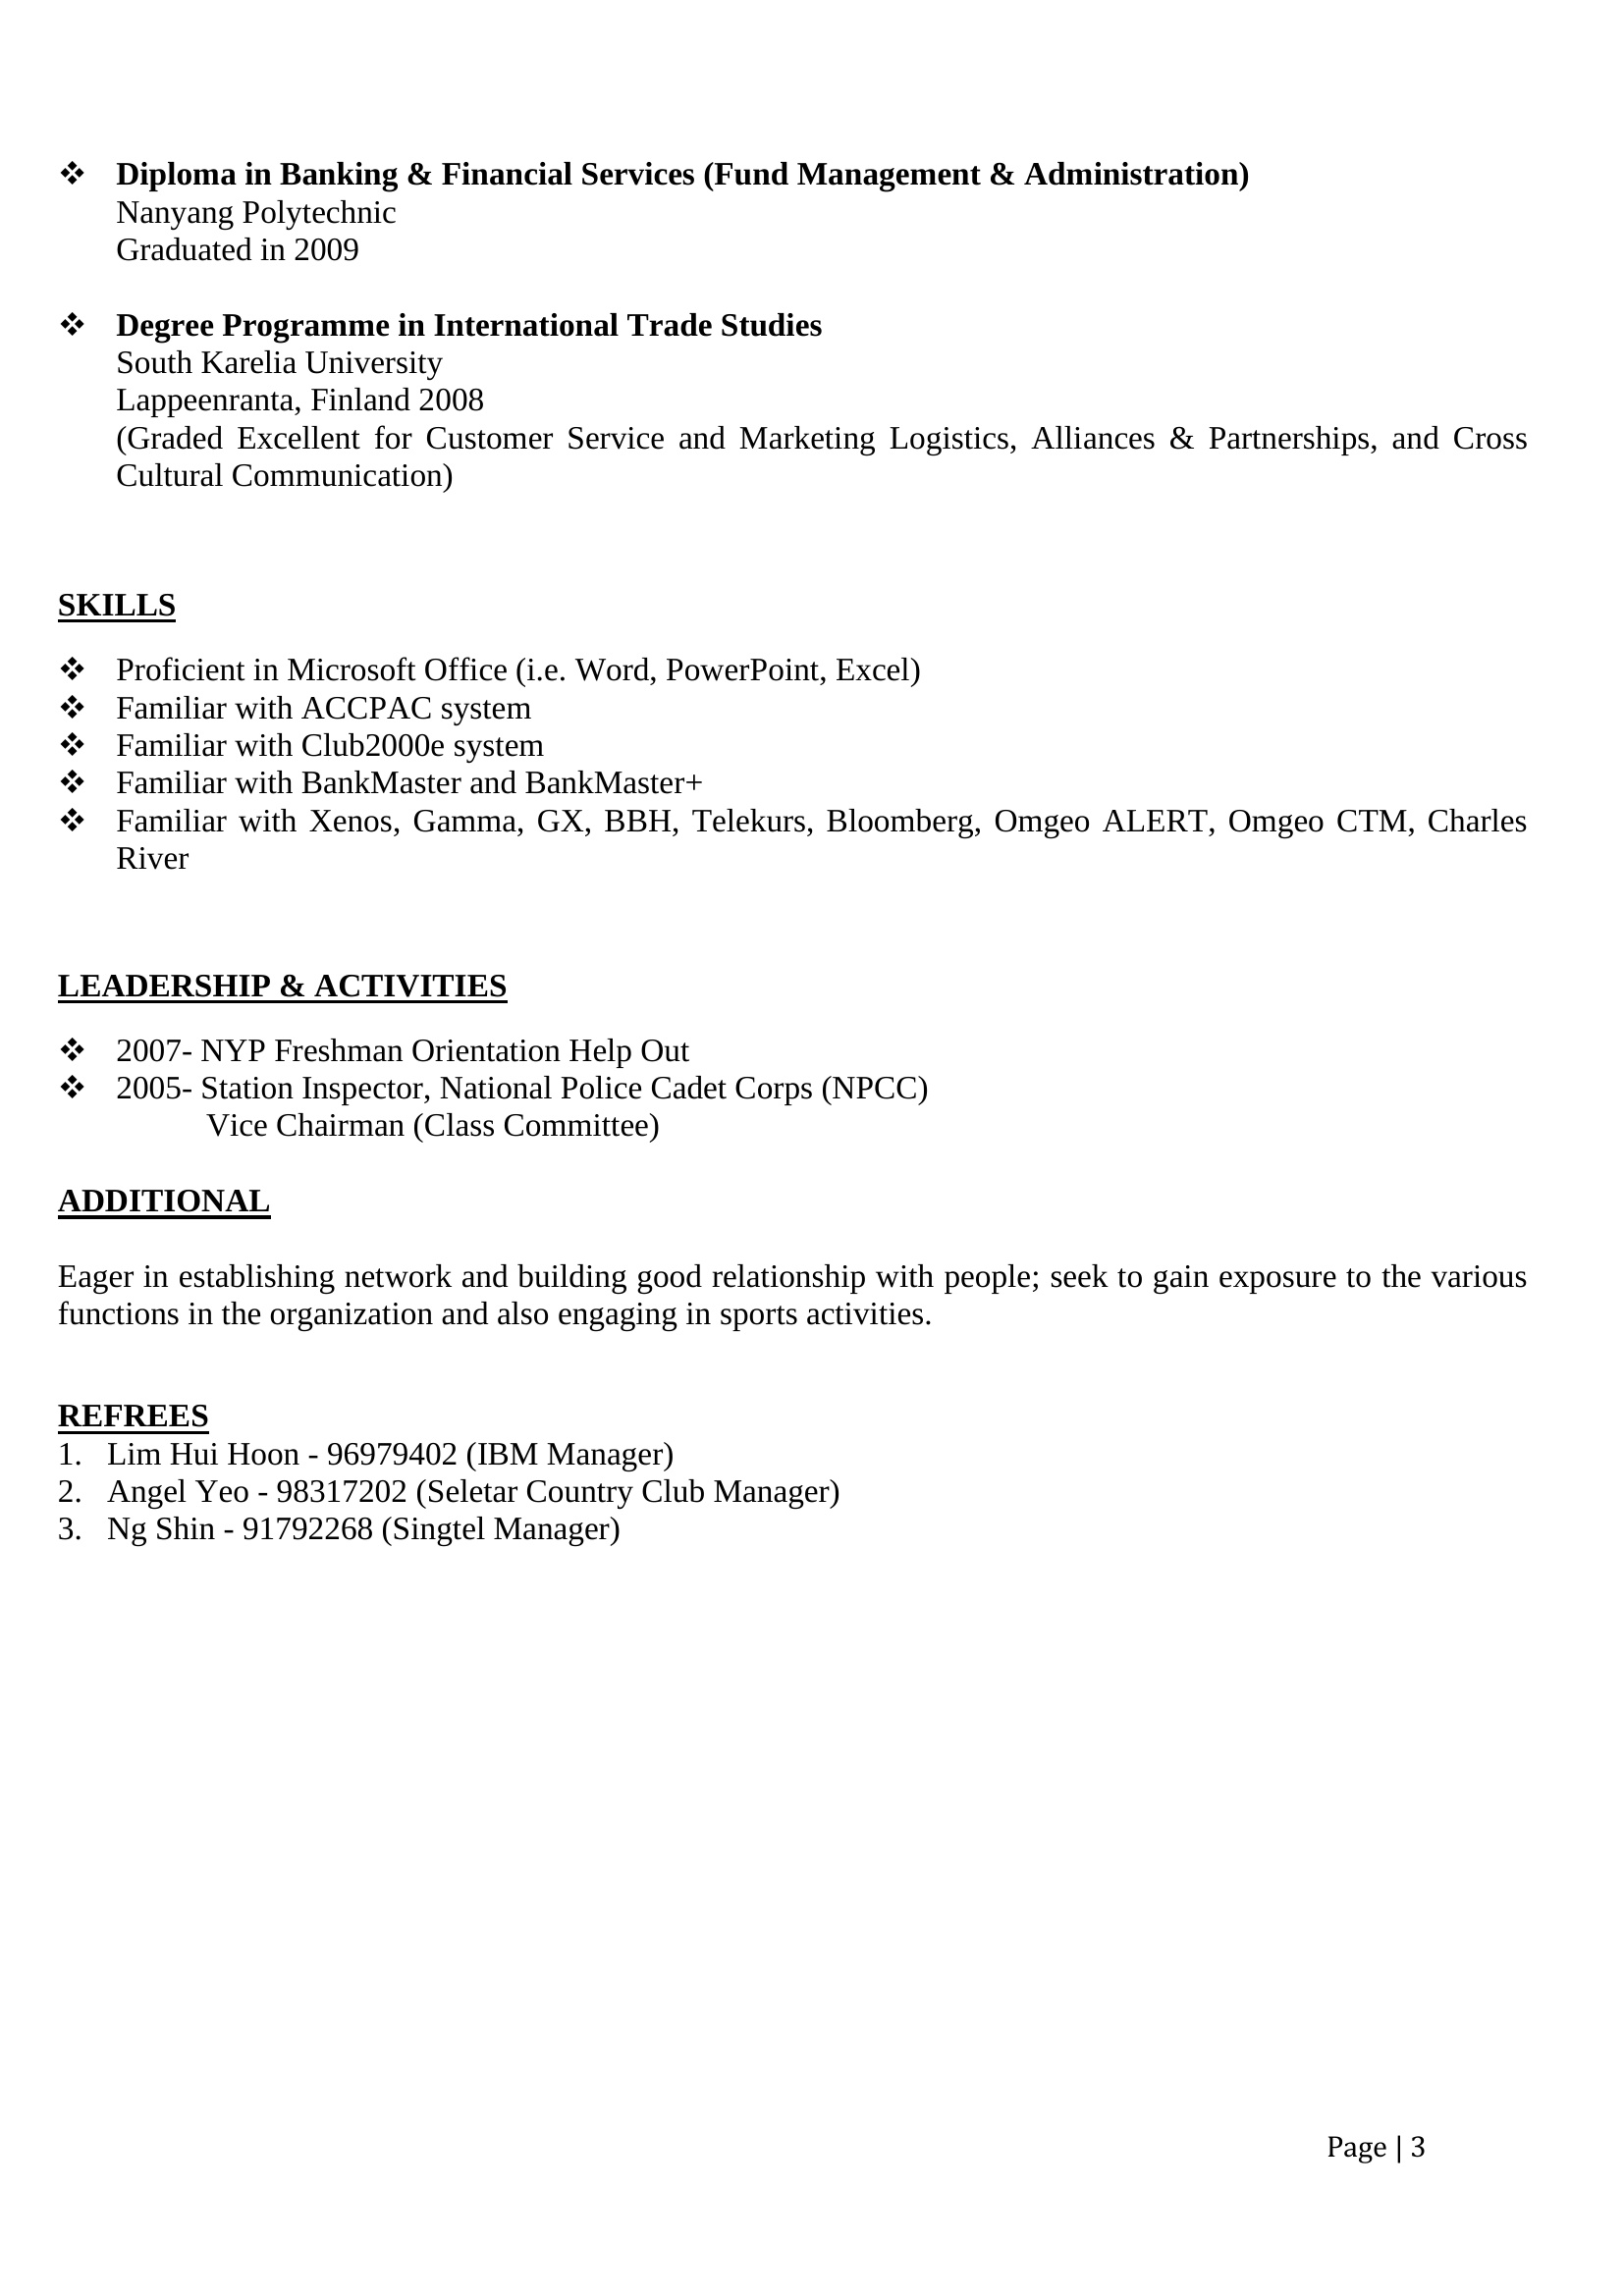 ❖ Diploma in Banking & Financial Services (Fund Management & Administration)
Nanyang Polytechnic
Graduated in 2009
❖ Degree Programme in International Trade Studies
South Karelia University
Lappeenranta, Finland 2008
(Graded Excellent for Customer Service and Marketing Logistics, Alliances & Partnerships, and Cross
Cultural Communication)
SKILLS
❖ Proficient in Microsoft Office (i.e. Word, PowerPoint, Excel)
❖ Familiar with ACCPAC system
❖ Familiar with Club2000e system
❖ Familiar with BankMaster and BankMaster+
❖ Familiar with Xenos, Gamma, GX, BBH, Telekurs, Bloomberg, Omgeo ALERT, Omgeo CTM, Charles
River
LEADERSHIP & ACTIVITIES
❖ 2007- NYP Freshman Orientation Help Out
❖ 2005- Station Inspector, National Police Cadet Corps (NPCC)
Vice Chairman (Class Committee)
ADDITIONAL
Eager in establishing network and building good relationship with people; seek to gain exposure to the various
functions in the organization and also engaging in sports activities.
REFREES
1. Lim Hui Hoon - 96979402 (IBM Manager)
2. Angel Yeo - 98317202 (Seletar Country Club Manager)
3. Ng Shin - 91792268 (Singtel Manager)
Page | 3